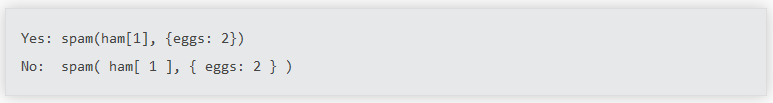 Yes: spam(ham[1], {eggs: 2})
No:  spam( ham[ 1 ], { eggs: 2 } )